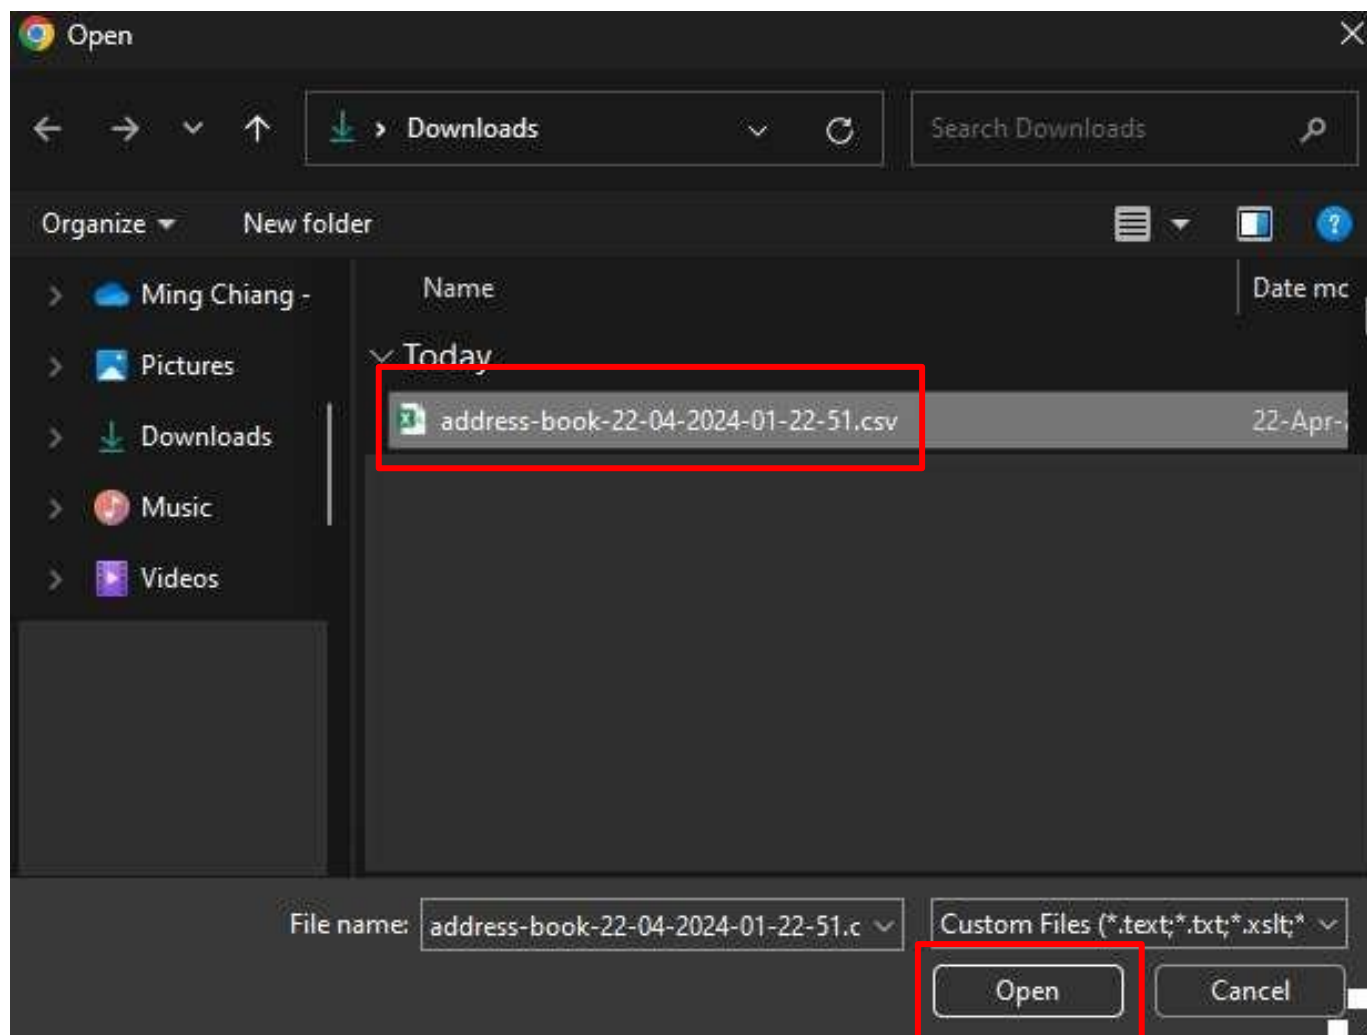 Open
Downloads
Search Downloads
Organize
New folder
Ming Chiang -
Name
Date mc
Pictures
Today
address-book-22-04-2024-01-22-51.csv
22-Apr-
Downloads
Music
Videos
File name:
address-book-22-04-2024-01-22-51.c
Custom Files (*.text;*.txt;*.xslt;*
Open
Cancel